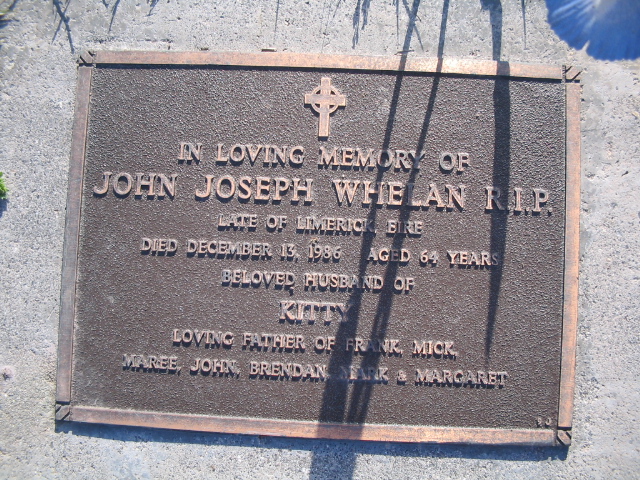 IN LOVING MEMORY OF
JOHN JOSEPH WHELAN R.I.P.
LATE OF LIMERICK, EIRE
DIED DECEMBER 13, 1986 AGED 64 YEARS
BELOVED HUSBAND OF
KITTY
LOVING FATHER OF FRANK, MICK,
MAREE, JOHN, BRENDAN, MARK & MARGARET